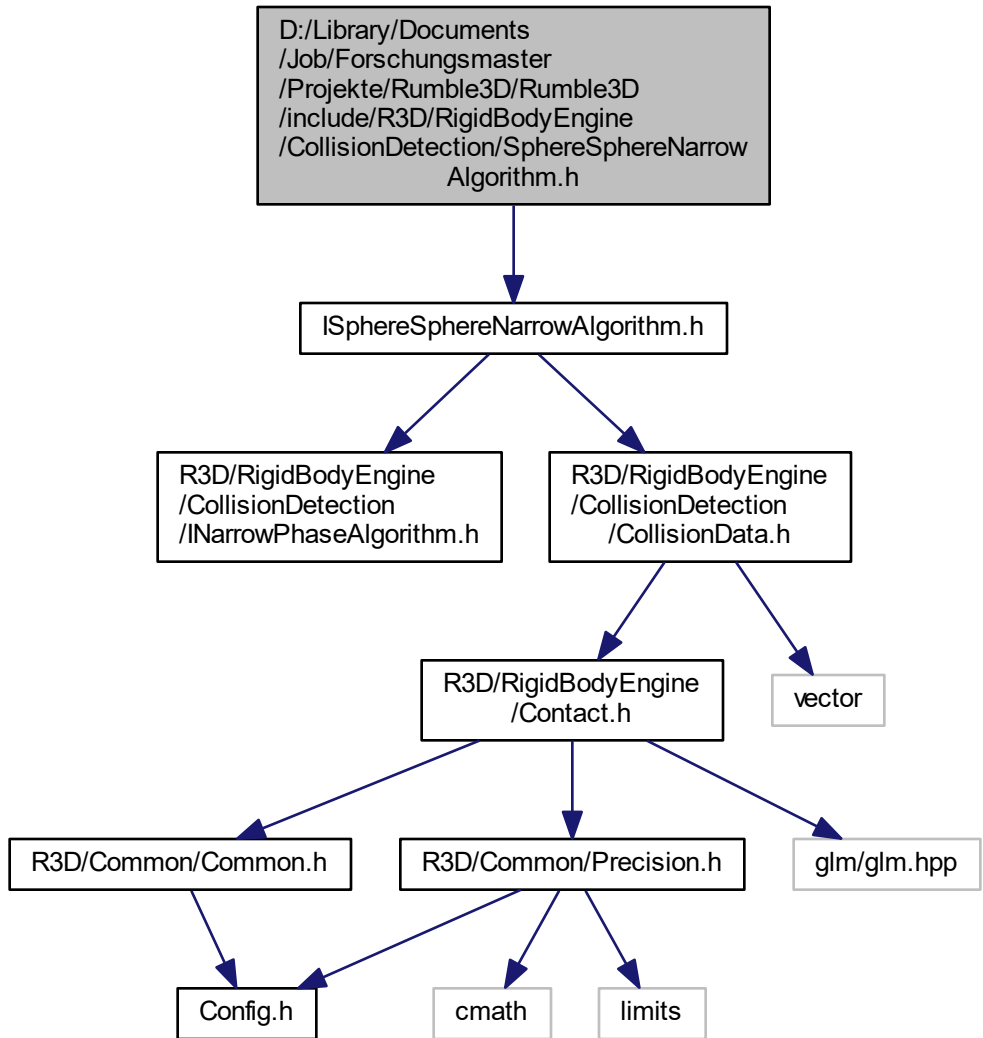 D:/Library/Documents
/Job/Forschungsmaster
/Projekte/Rumble3D/Rumble3D
/include/R3D/RigidBodyEngine
/CollisionDetection/SphereSphereNarrow
Algorithm.h
ISphereSphereNarrowAlgorithm.h
R3D/RigidBodyEngine
/CollisionDetection
/INarrowPhaseAlgorithm.h
R3D/RigidBodyEngine
/CollisionDetection
/CollisionData.h
R3D/RigidBodyEngine
/Contact.h
vector
R3D/Common/Common.h
R3D/Common/Precision.h
glm/glm.hpp
Config.h
cmath
limits